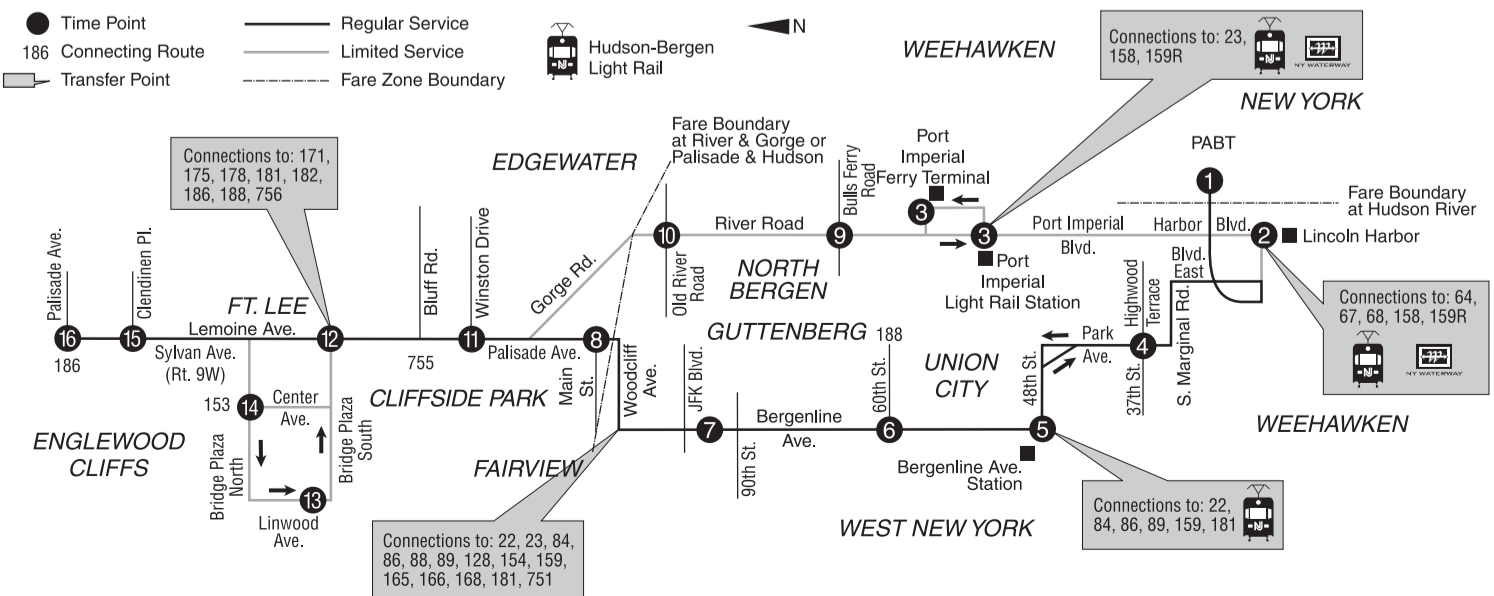 Time Point
186 Connecting Route
Transfer Point
Regular Service
Limited Service
Fare Zone Boundary
Hudson-Bergen
Light Rail
N
WEEHAWKEN
Connections to: 23,
158, 159R
NY WATERWAY
NEW YORK
Connections to: 171,
175, 178, 181, 182,
186, 188, 756
EDGEWATER
Fare Boundary
at River & Gorge or
Palisade & Hudson
Port
Imperial
Ferry Terminal
Bulls Ferry
Road
PABT
1
Fare Boundary
at Hudson River
3
10
River Road
9
3
Port Imperial
Blvd.
Harbor
Blvd.
2
Lincoln Harbor
Old River
Road
NORTH
BERGEN
Port
Imperial
Light Rail Station
Blvd.
East
Palisade Ave.
Clendinen Pl.
FT. LEE
Bluff Rd.
Winston Drive
Gorge Rd.
Highwood
Terrace
S. Marginal Rd.
Connections to: 64,
67, 68, 158, 159R
NY WATERWAY
16
15
Lemoine Ave.
12
11
8
GUTTENBERG
188
Park
Ave.
4
186
Sylvan Ave.
(Rt. 9W)
755
Palisade Ave.
Main
St.
Woodcliff
Ave.
JFK Blvd.
60th St.
UNION
CITY
48th St.
37th St.
153
14
Center
Ave.
CLIFFSIDE PARK
7
Bergenline
Ave.
6
5
WEEHAWKEN
ENGLEWOOD
CLIFFS
Bridge Plaza
North
Bridge Plaza
South
FAIRVIEW
90th St.
Bergenline Ave.
Station
13
Linwood
Ave.
Connections to: 22, 23, 84,
86, 88, 89, 128, 154, 159,
165, 166, 168, 181, 751
WEST NEW YORK
Connections to: 22,
84, 86, 89, 159, 181